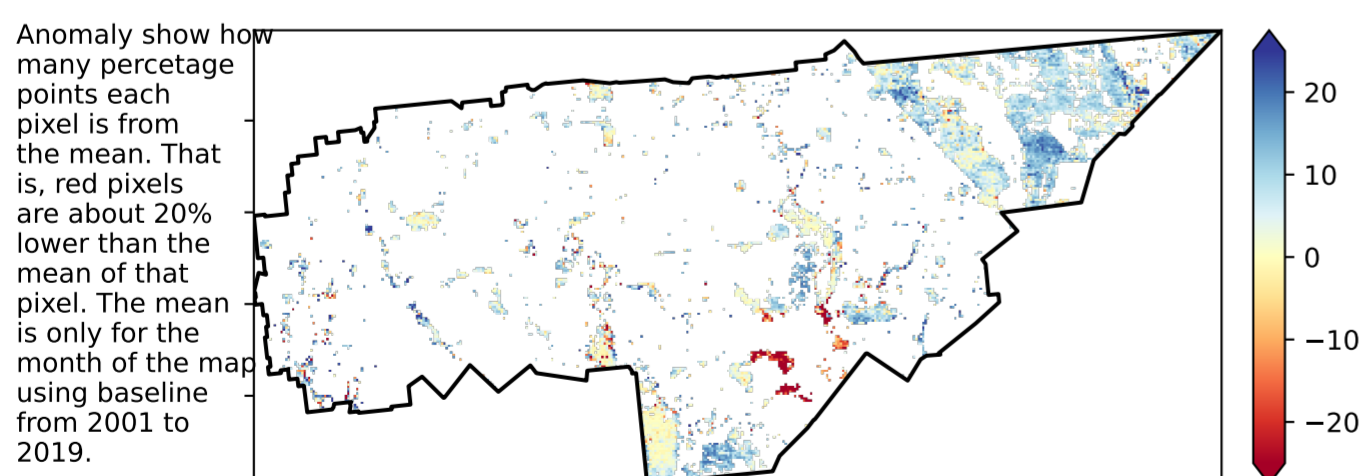 Anomaly show how
many percetage
points each
pixel is from
the mean. That
is, red pixels
are about 20%
lower than the
mean of that
pixel. The mean
is only for the
month of the map
using baseline
from 2001 to
2019.
20
10
0
−10
−20